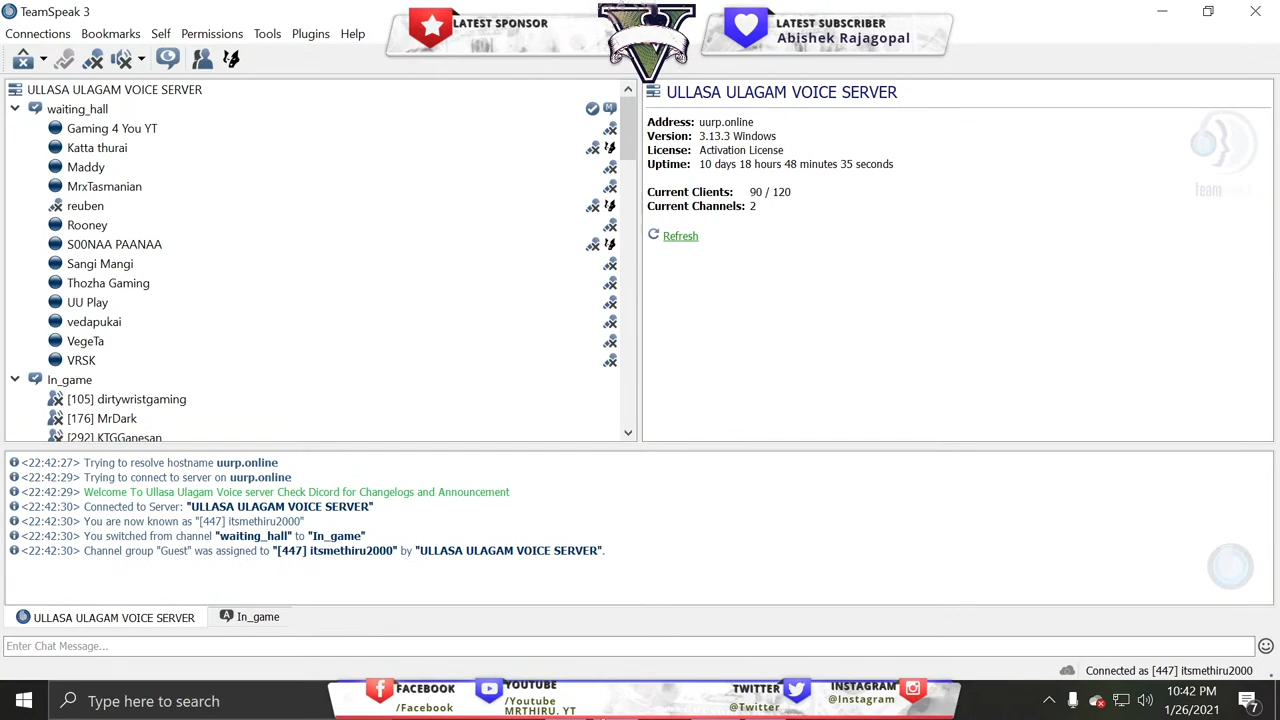 TeamSpeak 3
LATEST SPONSOR
LATEST SUBSCRIBER
Abishek Rajagopal
Connections Bookmarks Self Permissions Tools Plugins Help
ULLASA ULAGAM VOICE SERVER
waiting_hall
Gaming 4 You YT
Katta thurai
Maddy
MrxTasmanian
reuben
Rooney
S00NAA PAANAA
Sangi Mangi
Thozha Gaming
UU Play
vedapukai
VegeTa
VRSK
In_game
[105] dirtywristgaming
[176] MrDark
[292] KTGGanesan
ULLASA ULAGAM VOICE SERVER
Address: uurp.online
Version: 3.13.3 Windows
License: Activation License
Uptime: 10 days 18 hours 48 minutes 35 seconds
Current Clients: 90 / 120
Current Channels: 2
Refresh
<22:42:27> Trying to resolve hostname uurp.online
<22:42:29> Trying to connect to server on uurp.online
<22:42:29> Welcome To Ullasa Ulagam Voice server Check Dicord for Changelogs and Announcement
<22:42:30> Connected to Server: "ULLASA ULAGAM VOICE SERVER"
<22:42:30> You are now known as "[447] itsmethiru2000"
<22:42:30> You switched from channel "waiting_hall" to "In_game"
<22:42:30> Channel group "Guest" was assigned to "[447] itsmethiru2000" by "ULLASA ULAGAM VOICE SERVER".
ULLASA ULAGAM VOICE SERVER
In_game
Enter Chat Message...
Connected as [447] itsmethiru2000
Type here to search
FACEBOOK
/Facebook
YOUTUBE
/Youtube
MRTHIRU. YT
TWITTER
@Twitter
INSTAGRAM
@Instagram
10:42 PM
1/26/2021
7